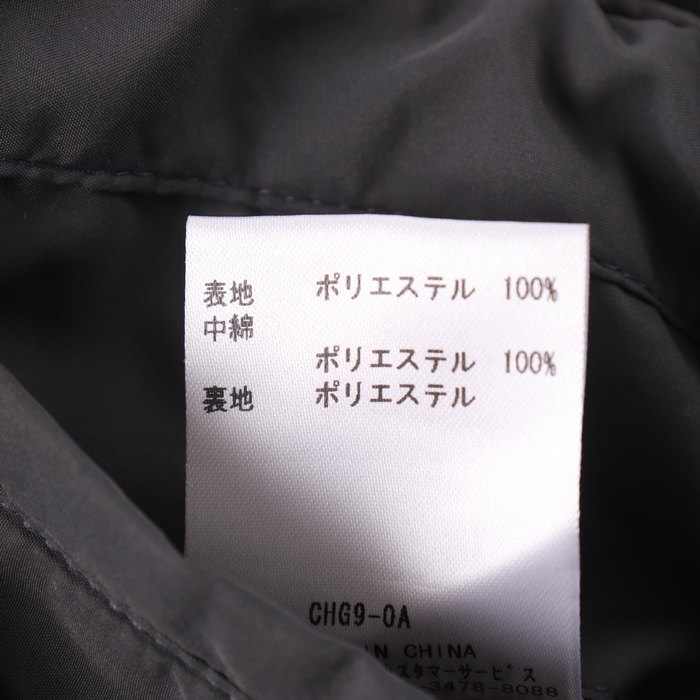 表地 ポリエステル 100%
中綿
ポリエステル 100%
裏地 ポリエステル
CHG9-0A
IN CHINA
スタマーサービス
-3478-8088